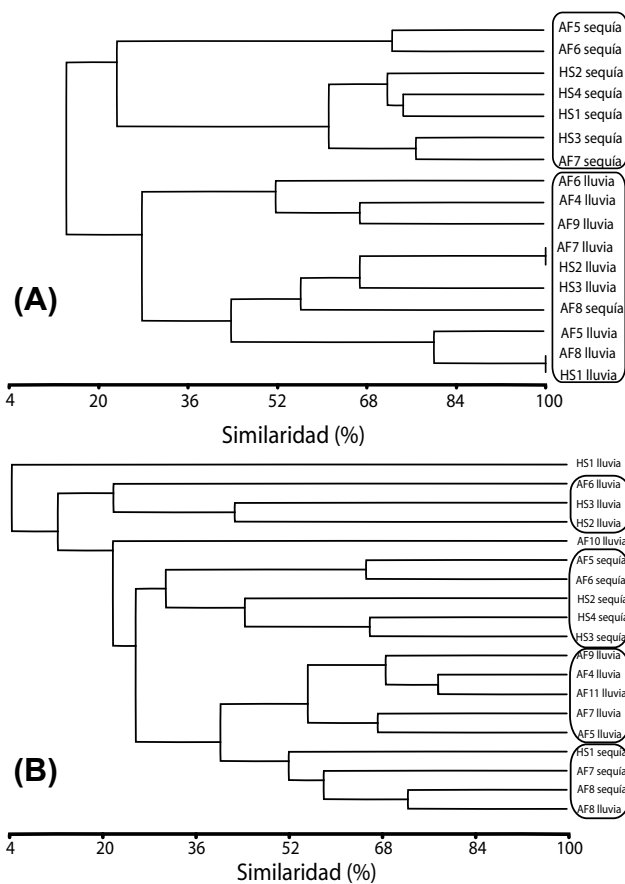 AF5 sequía
AF6 sequía
HS2 sequía
HS4 sequía
HS1 sequía
HS3 sequía
AF7 sequía
AF6 lluvia
AF4 lluvia
AF9 lluvia
AF7 lluvia
HS2 lluvia
HS3 lluvia
AF8 sequía
AF5 lluvia
AF8 lluvia
HS1 lluvia
(A)
4 20 36 52 68 84 100
Similaridad (%)
HS1 lluvia
AF6 lluvia
HS3 lluvia
HS2 lluvia
AF10 lluvia
AF5 sequía
AF6 sequía
HS2 sequía
HS4 sequía
HS3 sequía
AF9 lluvia
AF4 lluvia
AF11 lluvia
AF7 lluvia
AF5 lluvia
HS1 sequía
AF7 sequía
AF8 sequía
AF8 lluvia
(B)
4 20 36 52 68 84 100
Similaridad (%)